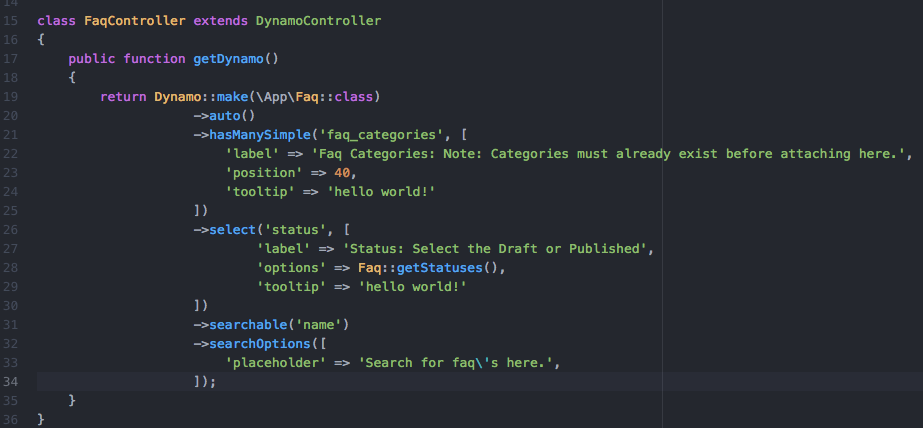 14
15 class FaqController extends DynamoController
16 {
17     public function getDynamo()
18     {
19         return Dynamo::make(\App\Faq::class)
20                     ->auto()
21                     ->hasManySimple('faq_categories', [
22                         'label' => 'Faq Categories: Note: Categories must already exist before attaching here.',
23                         'position' => 40,
24                         'tooltip' => 'hello world!'
25                     ])
26                     ->select('status', [
27                             'label' => 'Status: Select the Draft or Published',
28                             'options' => Faq::getStatuses(),
29                             'tooltip' => 'hello world!'
30                     ])
31                     ->searchable('name')
32                     ->searchOptions([
33                         'placeholder' => 'Search for faq\'s here.',
34                     ]);
35     }
36 }